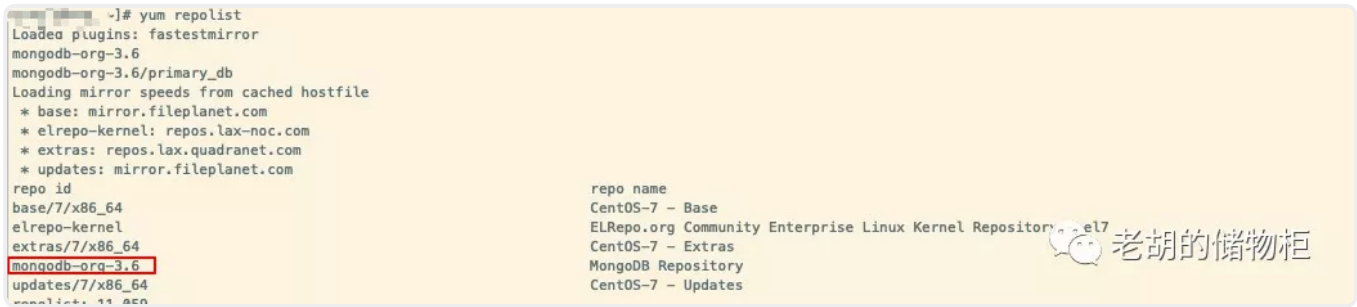 ]# yum repolist
Loaded plugins: fastestmirror
mongodb-org-3.6
mongodb-org-3.6/primary_db
Loading mirror speeds from cached hostfile
* base: mirror.fileplanet.com
* elrepo-kernel: repos.lax-noc.com
* extras: repos.lax.quadranet.com
* updates: mirror.fileplanet.com
repo id repo name
base/7/x86_64 CentOS-7 - Base
elrepo-kernel ELRepo.org Community Enterprise Linux Kernel Repository el7
extras/7/x86_64 CentOS-7 - Extras
mongodb-org-3.6 MongoDB Repository
updates/7/x86_64 CentOS-7 - Updates
repolist: 11,059
老胡的储物柜